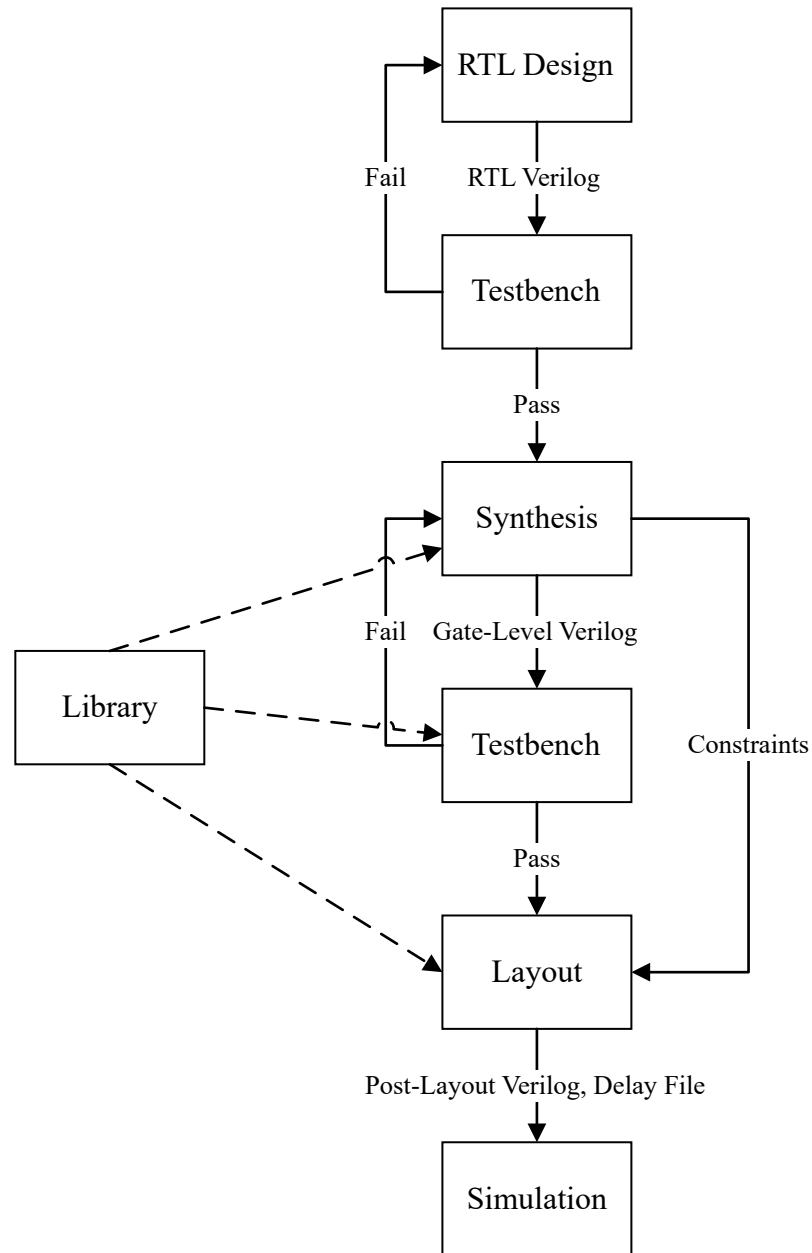 RTL Design
Fail
RTL Verilog
Testbench
Pass
Synthesis
Fail
Gate-Level Verilog
Library
Testbench
Constraints
Pass
Layout
Post-Layout Verilog, Delay File
Simulation